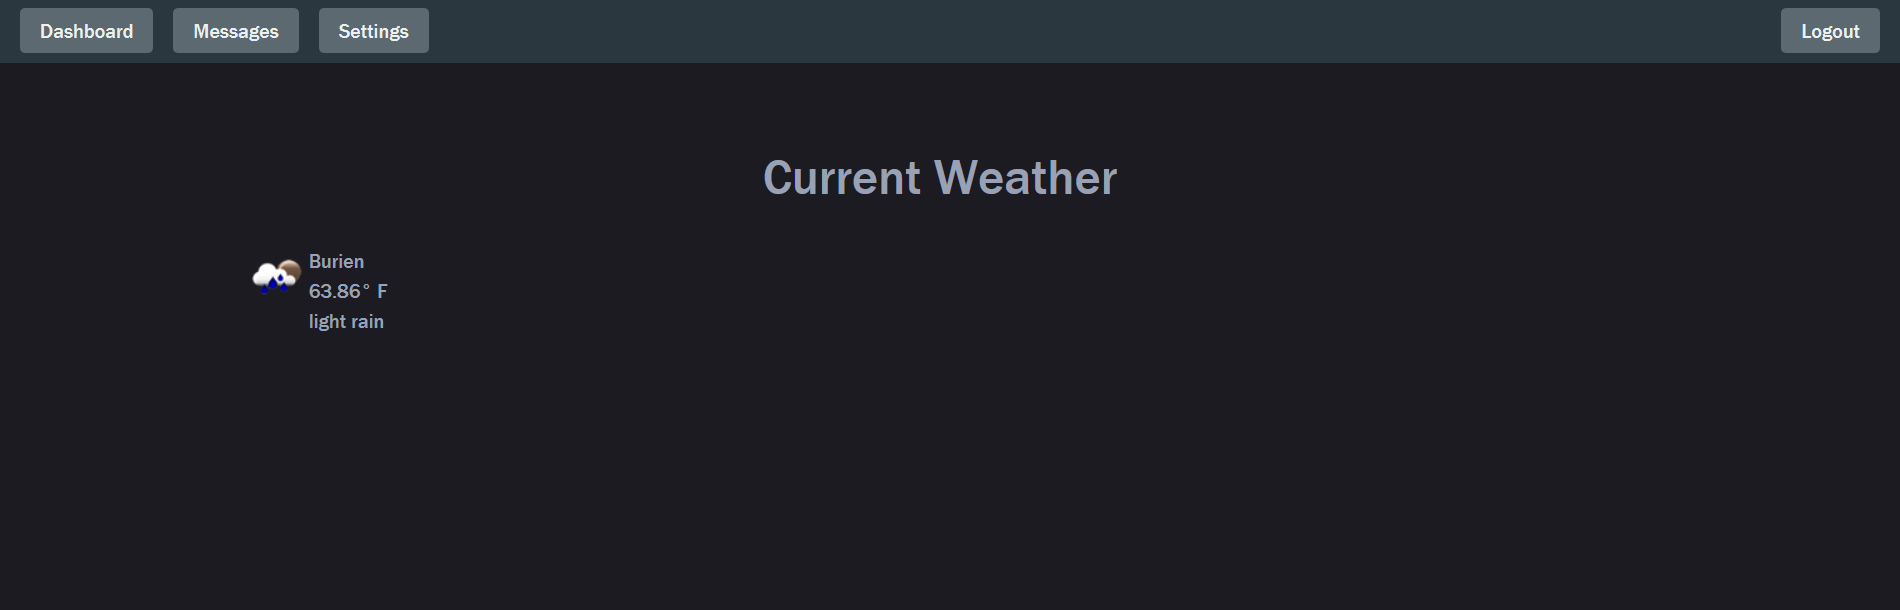 Dashboard Messages Settings Logout
Current Weather
Burien
63.86° F
light rain